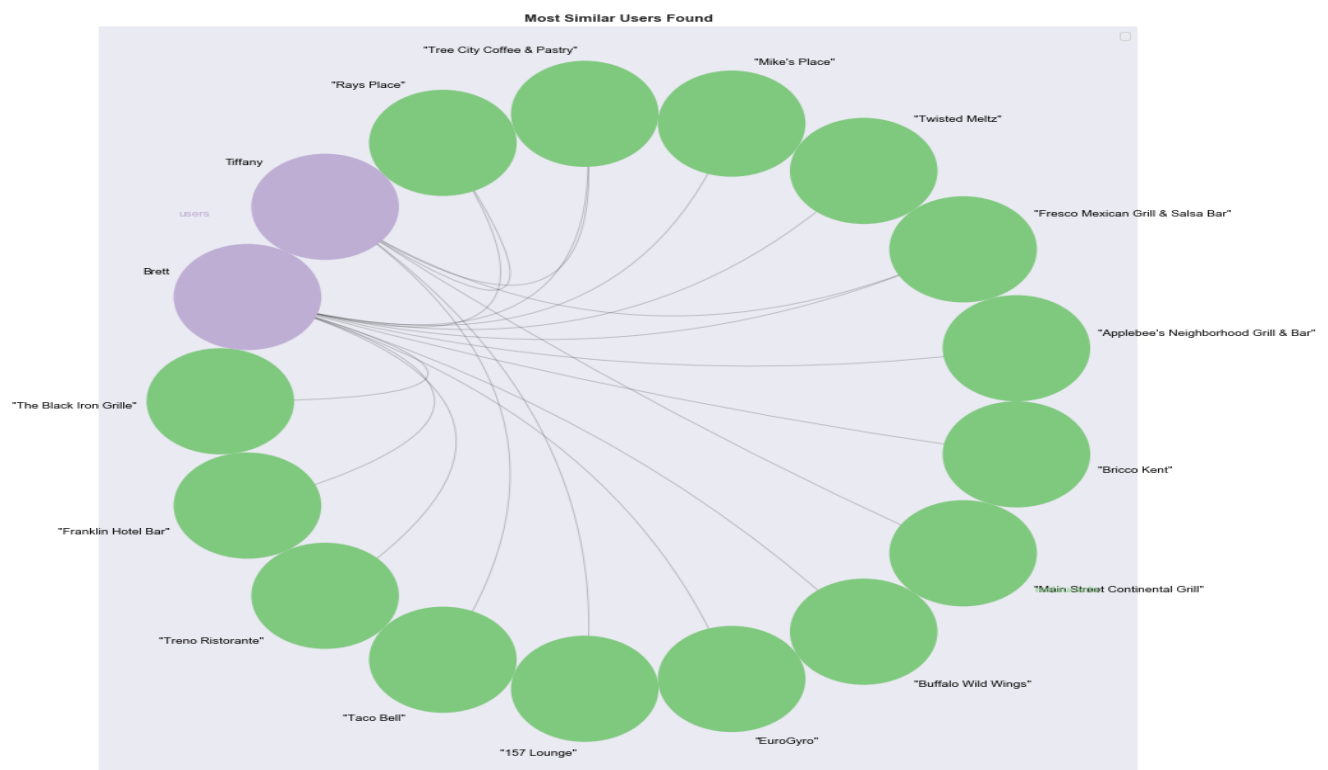 Most Similar Users Found
"Tree City Coffee & Pastry"
"Mike's Place"
"Rays Place"
"Twisted Meltz"
Tiffany
users
"Fresco Mexican Grill & Salsa Bar"
Brett
"Applebee's Neighborhood Grill & Bar"
"The Black Iron Grille"
"Bricco Kent"
"Franklin Hotel Bar"
"Main Street Continental Grill"
"Treno Ristorante"
"Buffalo Wild Wings"
"Taco Bell"
"EuroGyro"
"157 Lounge"